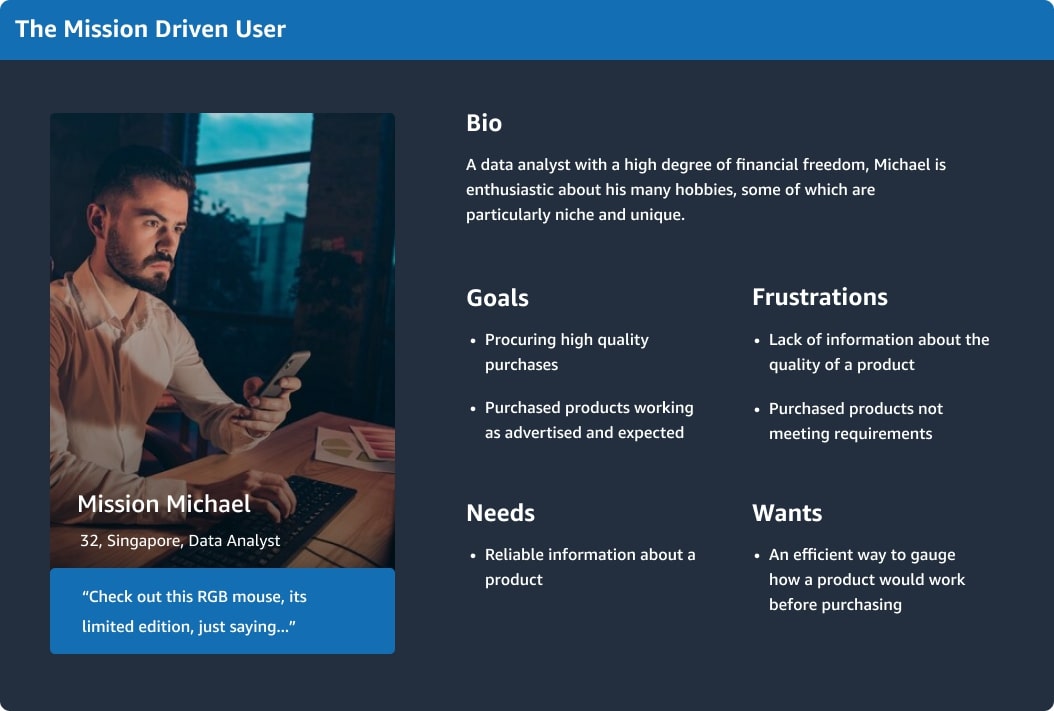 The Mission Driven User
Bio
A data analyst with a high degree of financial freedom, Michael is
enthusiastic about his many hobbies, some of which are
particularly niche and unique.
Goals
• Procuring high quality
purchases
• Purchased products working
as advertised and expected
Frustrations
• Lack of information about the
quality of a product
• Purchased products not
meeting requirements
Mission Michael
32, Singapore, Data Analyst
“Check out this RGB mouse, its
limited edition, just saying...”
Needs
• Reliable information about a
product
Wants
• An efficient way to gauge
how a product would work
before purchasing